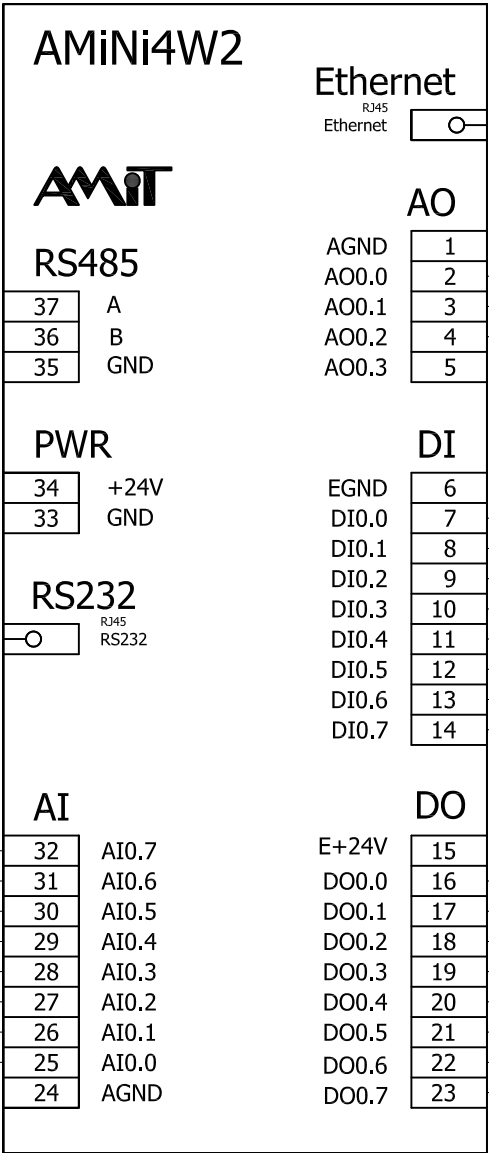 AMiNi4W2
Ethernet
RJ45
Ethernet
AMiT
AO
AGND 1
AO0.0 2
AO0.1 3
AO0.2 4
AO0.3 5
RS485
37 A
36 B
35 GND
PWR
34 +24V
33 GND
DI
EGND 6
DI0.0 7
DI0.1 8
DI0.2 9
DI0.3 10
DI0.4 11
DI0.5 12
DI0.6 13
DI0.7 14
RS232
RJ45
RS232
AI
32 AI0.7
31 AI0.6
30 AI0.5
29 AI0.4
28 AI0.3
27 AI0.2
26 AI0.1
25 AI0.0
24 AGND
DO
E+24V 15
DO0.0 16
DO0.1 17
DO0.2 18
DO0.3 19
DO0.4 20
DO0.5 21
DO0.6 22
DO0.7 23